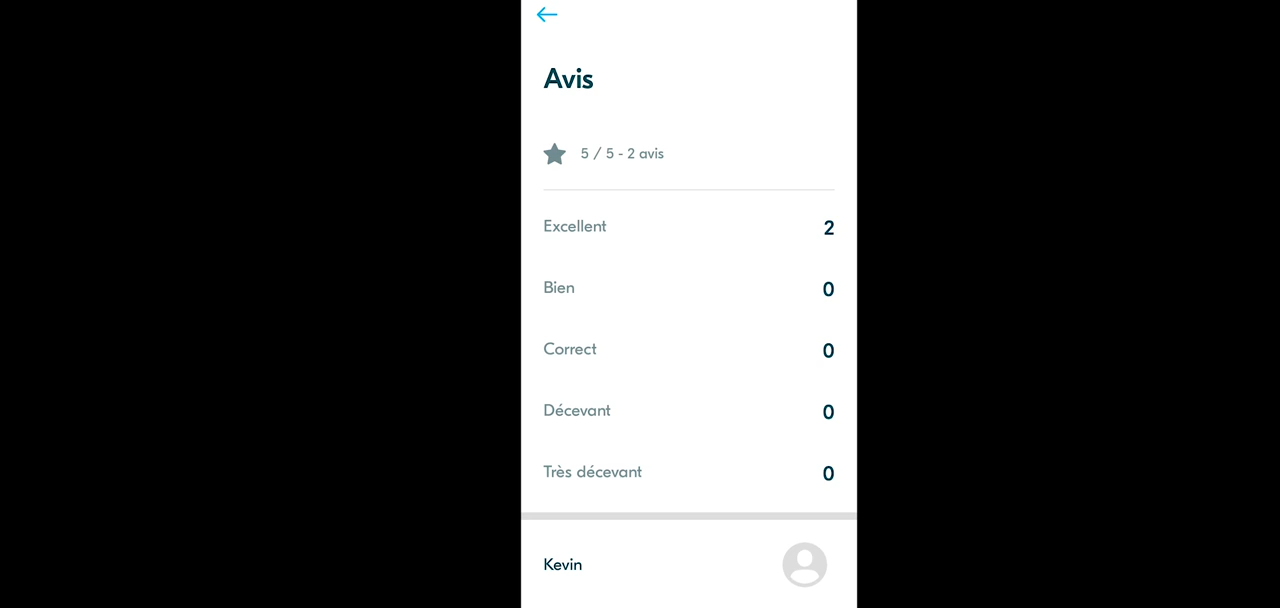 Avis
5 / 5 - 2 avis
Excellent 2
Bien 0
Correct 0
Décevant 0
Très décevant 0
Kevin